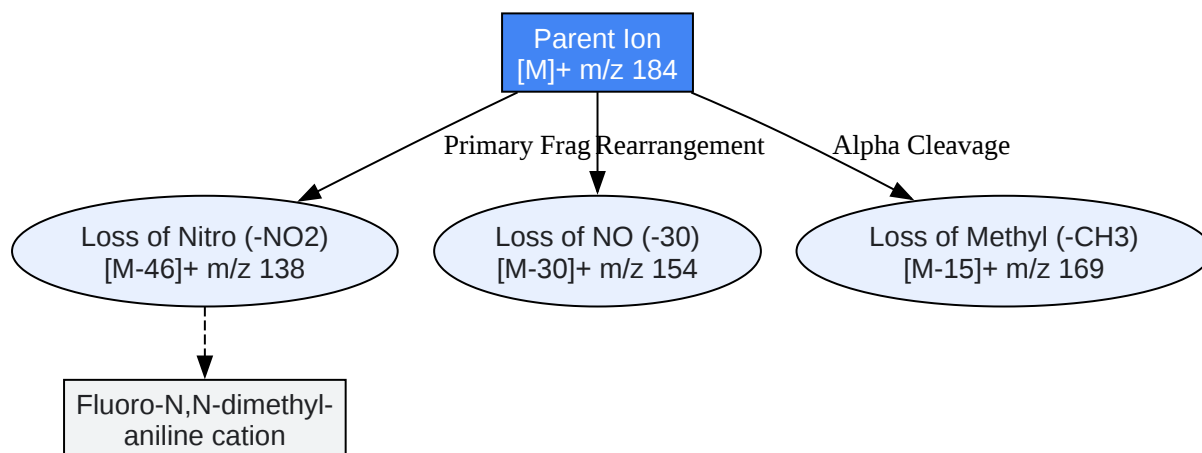 Parent Ion
[M]+ m/z 184
Primary Frag
Rearrangement
Alpha Cleavage
Loss of Nitro (-NO2)
[M-46]+ m/z 138
Loss of NO (-30)
[M-30]+ m/z 154
Loss of Methyl (-CH3)
[M-15]+ m/z 169
Fluoro-N,N-dimethyl-
aniline cation